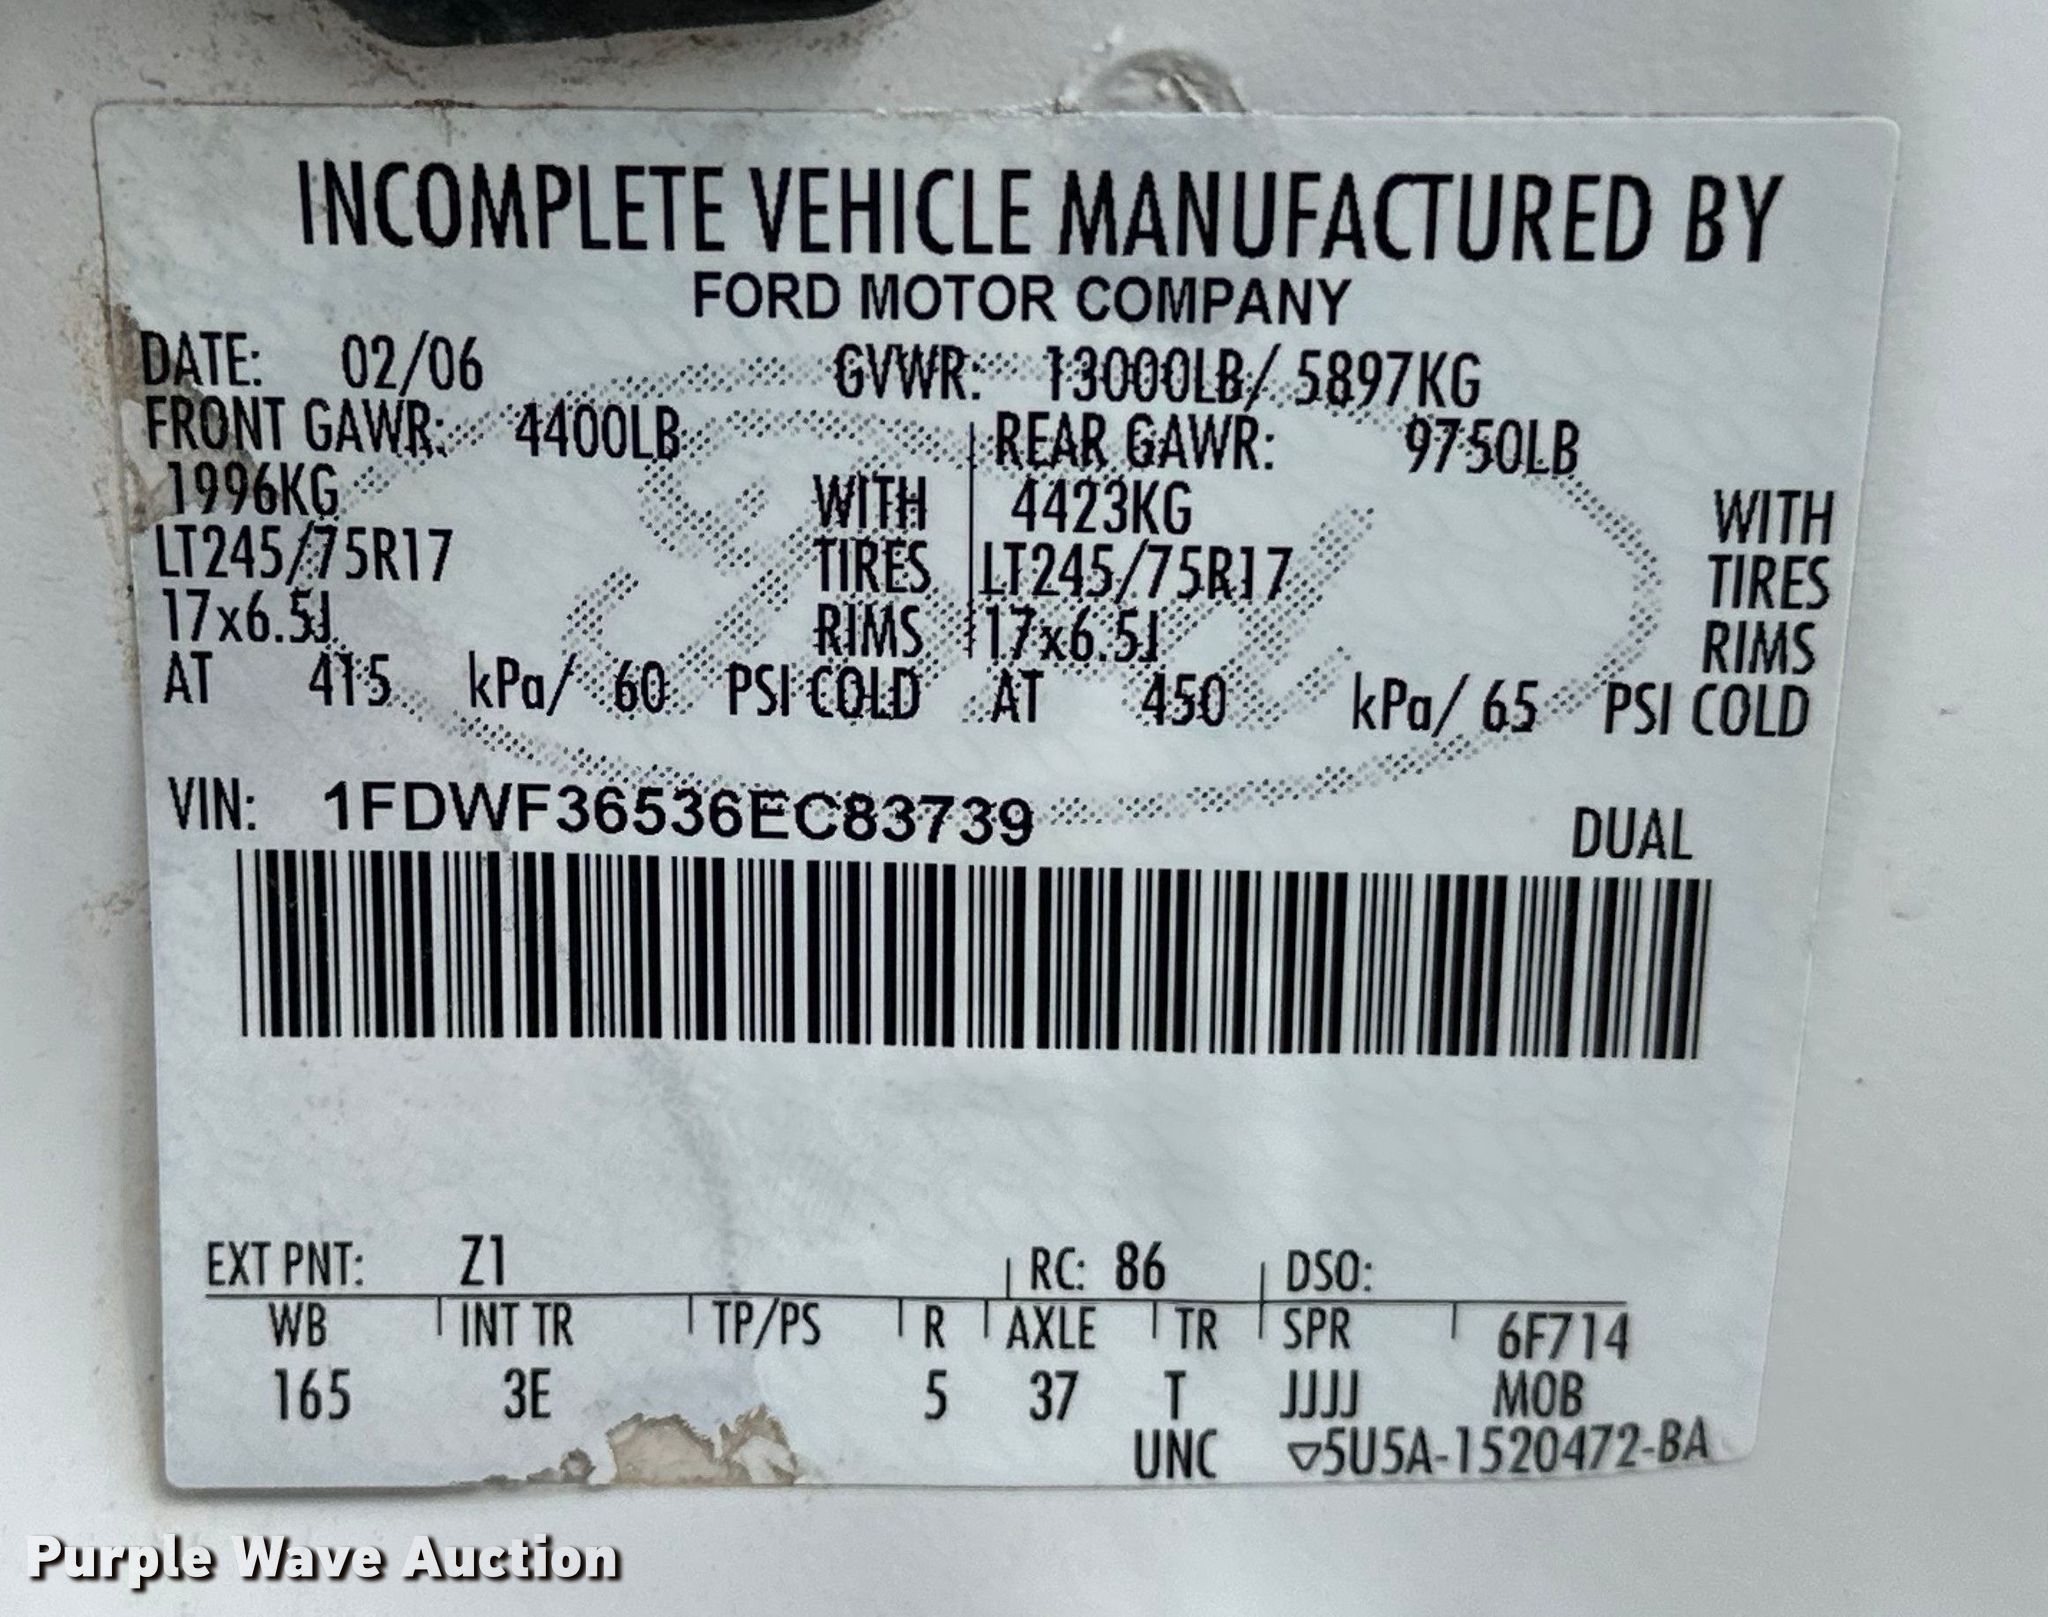 INCOMPLETE VEHICLE MANUFACTURED BY
FORD MOTOR COMPANY
DATE: 02/06 GVWR: 13000LB/ 5897KG
FRONT GAWR: 4400LB REAR GAWR: 9750LB
1996KG WITH 4423KG WITH
LT245/75R17 TIRES LT245/75R17 TIRES
17x6.5J RIMS 17x6.5J RIMS
AT 415 kPa/ 60 PSI COLD AT 450 kPa/ 65 PSI COLD
VIN: 1FDWF36536EC83739 DUAL
EXT PNT: Z1 RC: 86 DSO:
WB INT TR TP/PS R AXLE TR SPR 6F714
165 3E 5 37 T JJJJ MOB
UNC ▽5U5A-1520472-BA
Purple Wave Auction